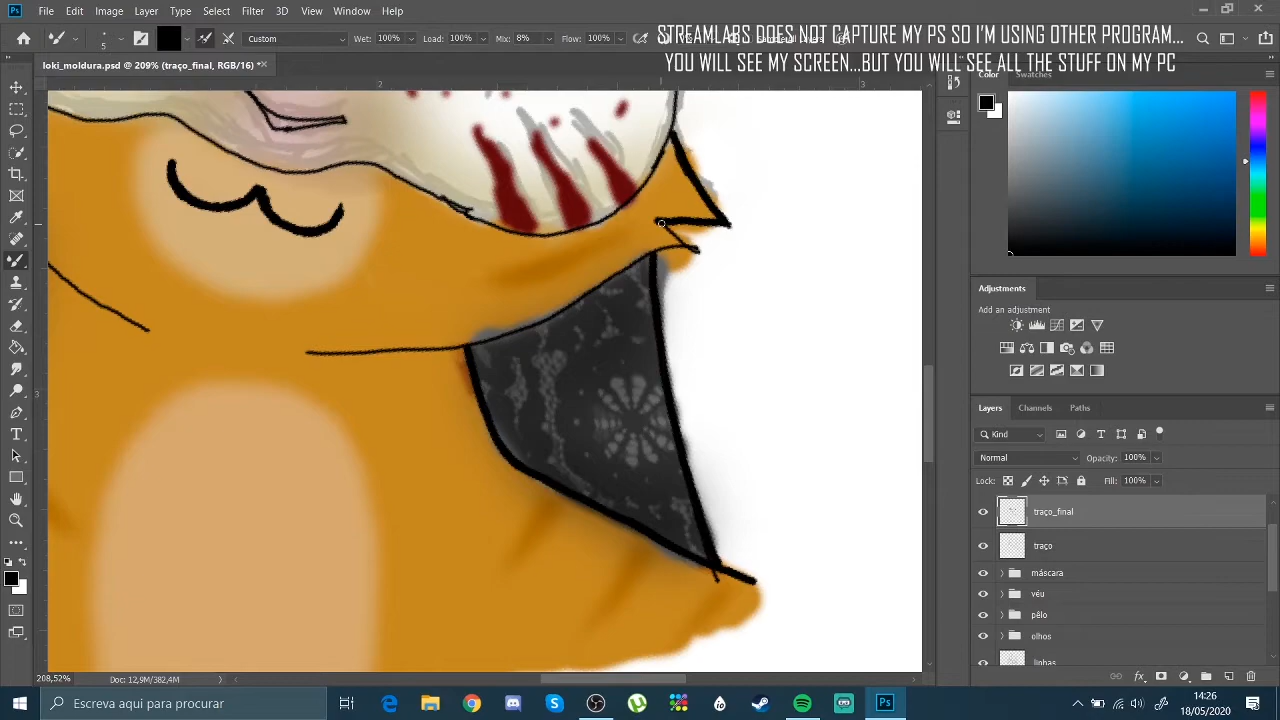 File Edit Image Layer Type Select Filter 3D View Window Help
STREAMLABS DOES NOT CAPTURE MY PS SO I'M USING OTHER PROGRAM...
5 Custom Wet: 100% Load: 100% Mix: 8% Flow: 100%
YOU WILL SEE MY SCREEN...BUT YOU WILL SEE ALL THE STUFF ON MY PC
loki_moldura.psd @ 209% (traço_final, RGB/16) *
Color Swatches
2 3
3
Adjustments
Add an adjustment
Layers Channels Paths
Kind
Normal Opacity: 100%
Lock: Fill: 100%
traço_final
traço
máscara
véu
pêlo
olhos
linhas
208,52% Doc: 12,9M/382,4M
Escreva aqui para procurar
14:26
18/05/2020